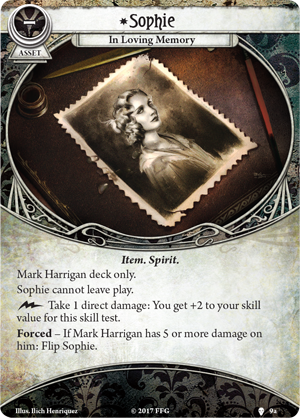 Sophie
In Loving Memory
ASSET
Item. Spirit.
Mark Harrigan deck only.
Sophie cannot leave play.
Take 1 direct damage: You get +2 to your skill
value for this skill test.
Forced – If Mark Harrigan has 5 or more damage on
him: Flip Sophie.
Illus. Ilich Henriquez
© 2017 FFG
9a